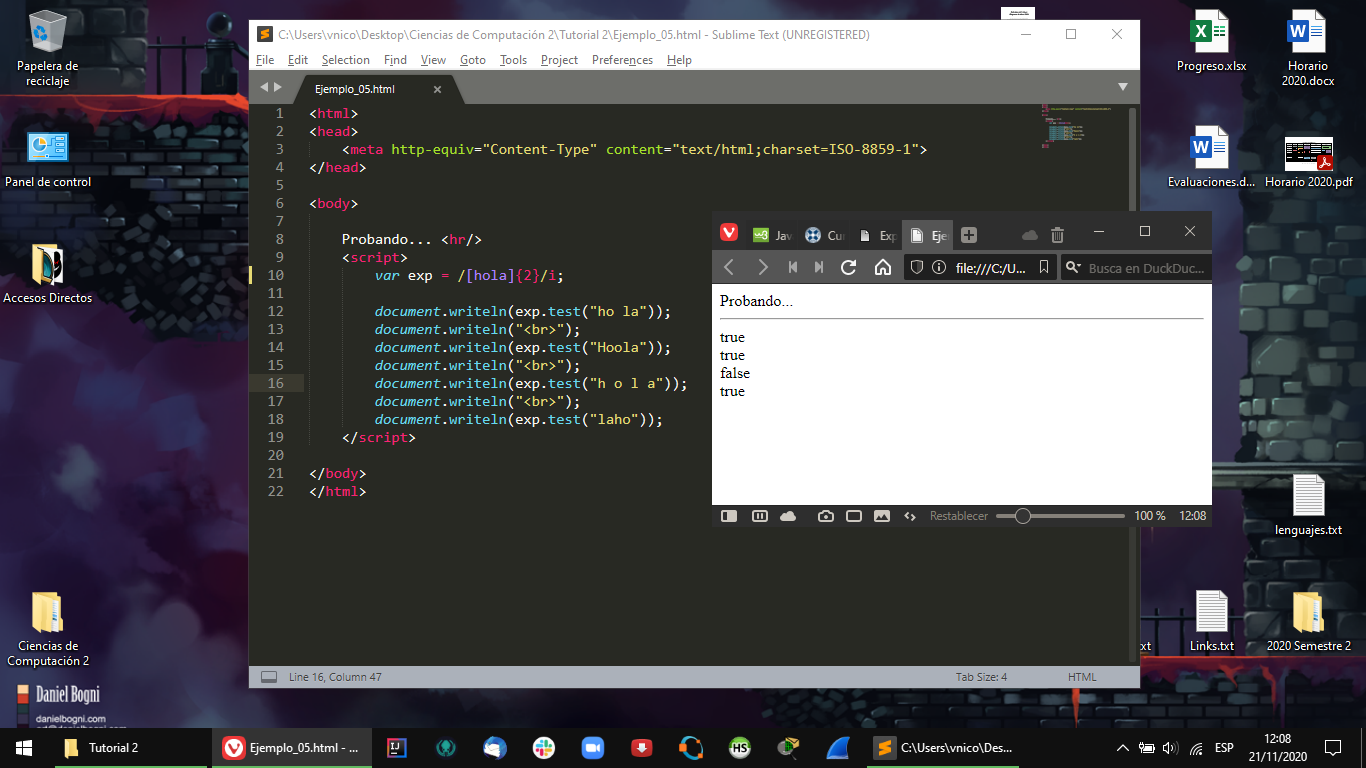 Papelera de
reciclaje
Panel de control
Accesos Directos
Ciencias de
Computación 2
Daniel Bogni
danielbogni.com
C:\Users\vnico\Desktop\Ciencias de Computación 2\Tutorial 2\Ejemplo_05.html - Sublime Text (UNREGISTERED)
File Edit Selection Find View Goto Tools Project Preferences Help
Ejemplo_05.html
1 <html>
2 <head>
3 <meta http-equiv="Content-Type" content="text/html;charset=ISO-8859-1">
4 </head>
5
6 <body>
7
8 Probando... <hr/>
9 <script>
10 var exp = /[hola]{2}/i;
11
12 document.writeln(exp.test("ho la"));
13 document.writeln("<br>");
14 document.writeln(exp.test("Hoola"));
15 document.writeln("<br>");
16 document.writeln(exp.test("h o l a"));
17 document.writeln("<br>");
18 document.writeln(exp.test("laho"));
19 </script>
20
21 </body>
22 </html>
Line 16, Column 47
Tab Size: 4
HTML
Jav
Cur
Exp
Eje
file:///C:/U...
Busca en DuckDuc...
Probando...
true
true
false
true
Restablecer
100 %
12:08
Progreso.xlsx
Horario
2020.docx
Evaluaciones.d...
Horario 2020.pdf
lenguajes.txt
xt
Links.txt
2020 Semestre 2
Tutorial 2
Ejemplo_05.html - ...
IJ
HS
C:\Users\vnico\Des...
ESP
12:08
21/11/2020